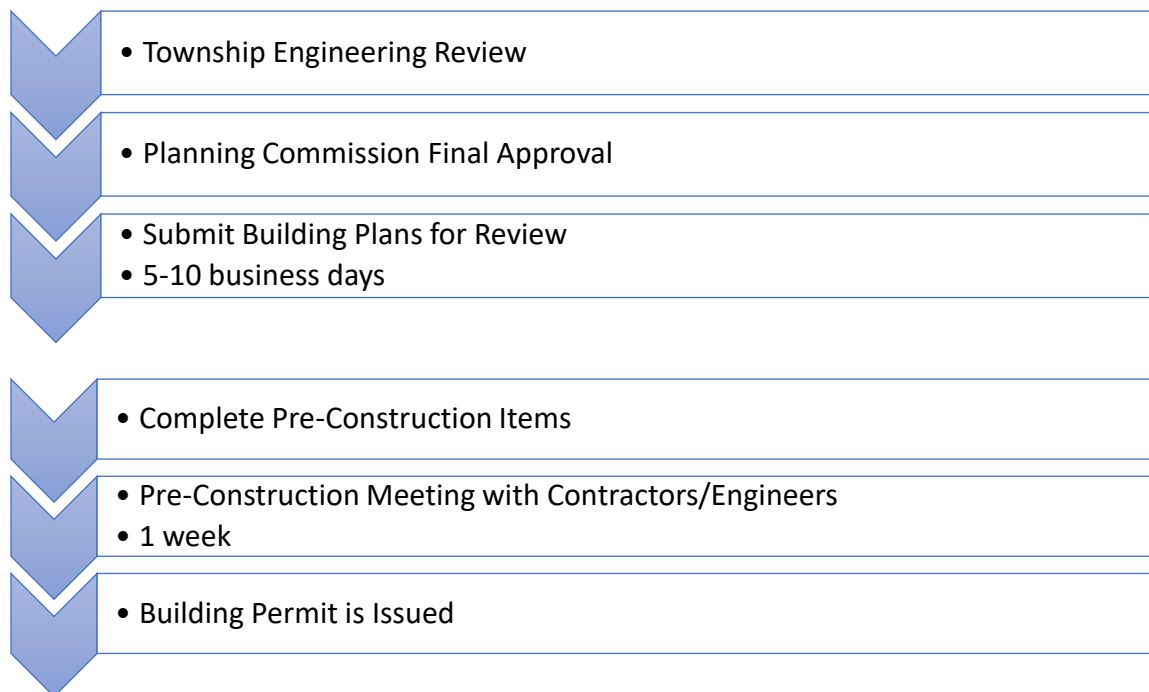 • Township Engineering Review
• Planning Commission Final Approval
• Submit Building Plans for Review
• 5-10 business days
• Complete Pre-Construction Items
• Pre-Construction Meeting with Contractors/Engineers
• 1 week
• Building Permit is Issued